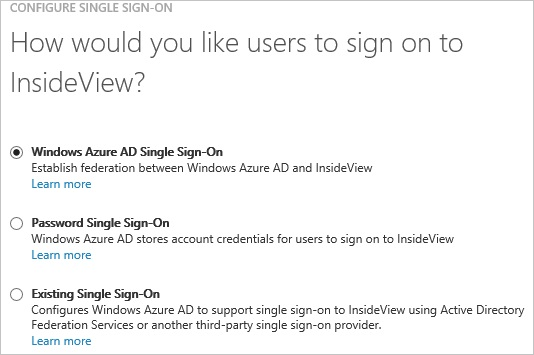 CONFIGURE SINGLE SIGN-ON
How would you like users to sign on to
InsideView?
Windows Azure AD Single Sign-On
Establish federation between Windows Azure AD and InsideView
Learn more
Password Single Sign-On
Windows Azure AD stores account credentials for users to sign on to InsideView
Learn more
Existing Single Sign-On
Configures Windows Azure AD to support single sign-on to InsideView using Active Directory
Federation Services or another third-party single sign-on provider.
Learn more